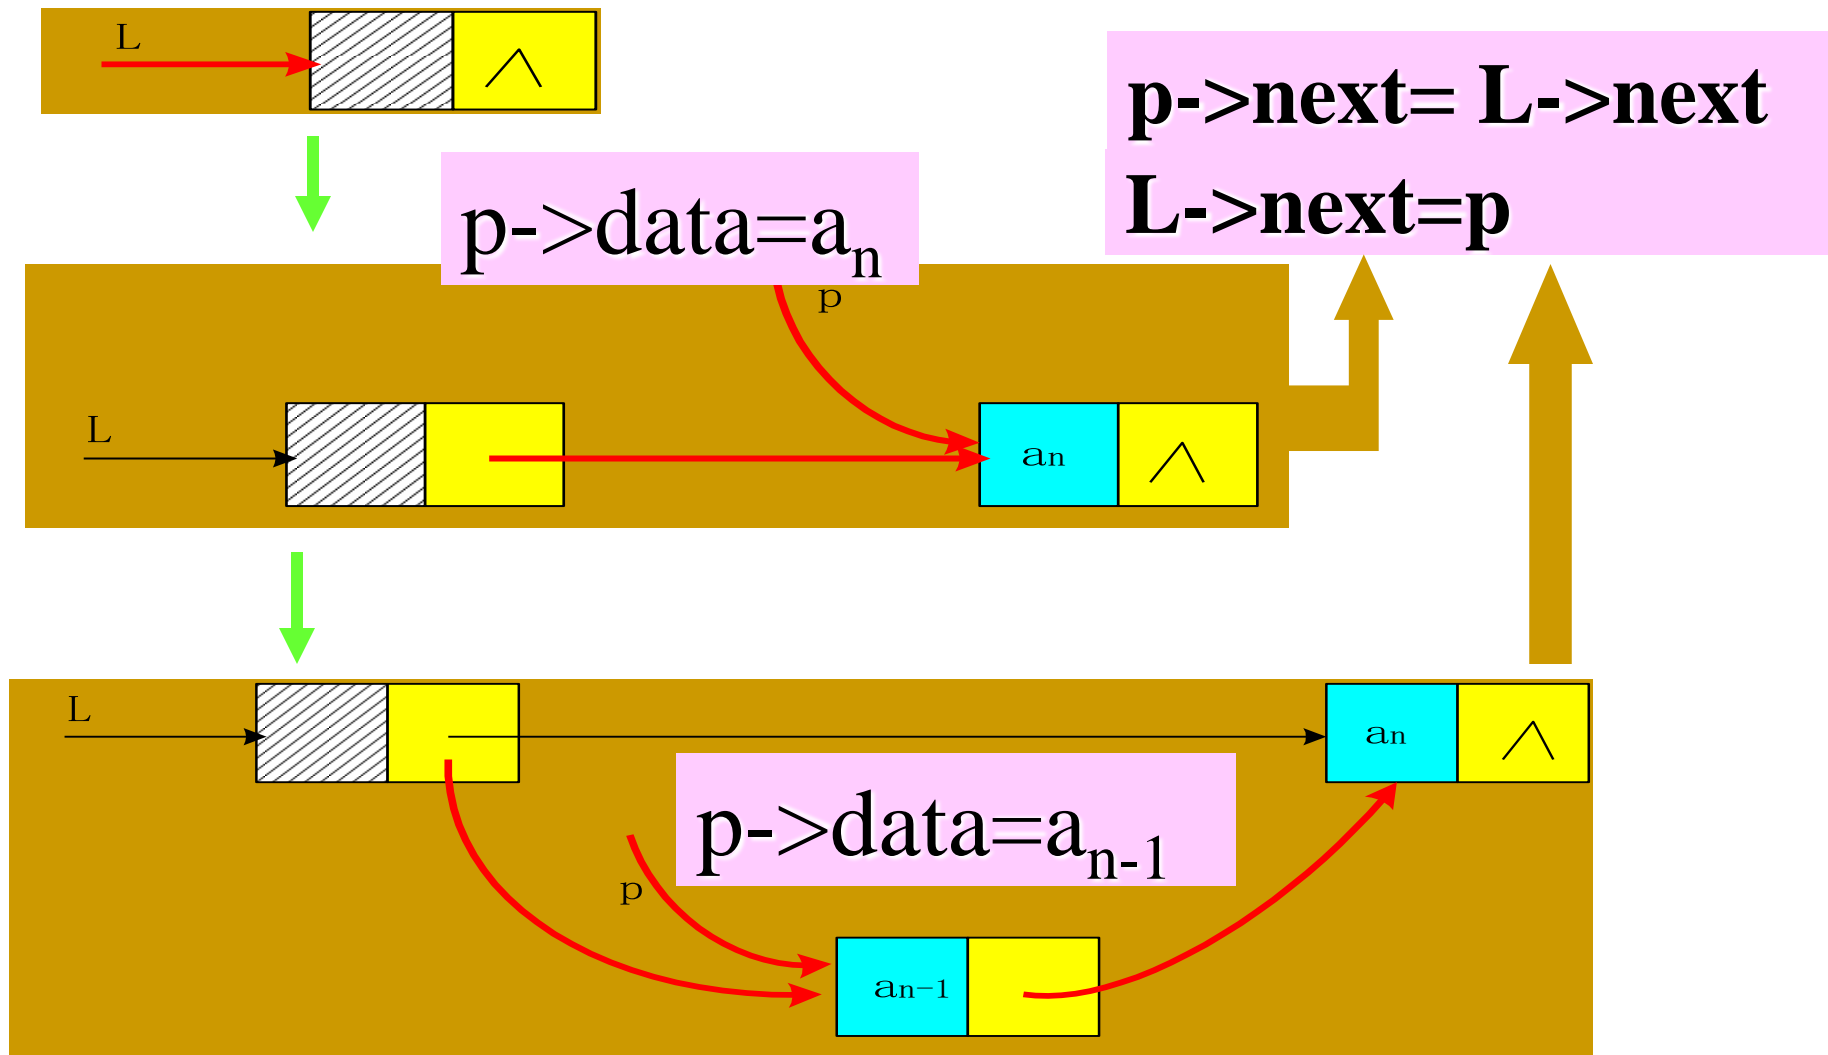 L
∧
p->next= L->next
L->next=p
p->data=aₙ
p
L
aₙ
∧
L
aₙ
∧
p->data=aₙ₋₁
p
aₙ₋₁